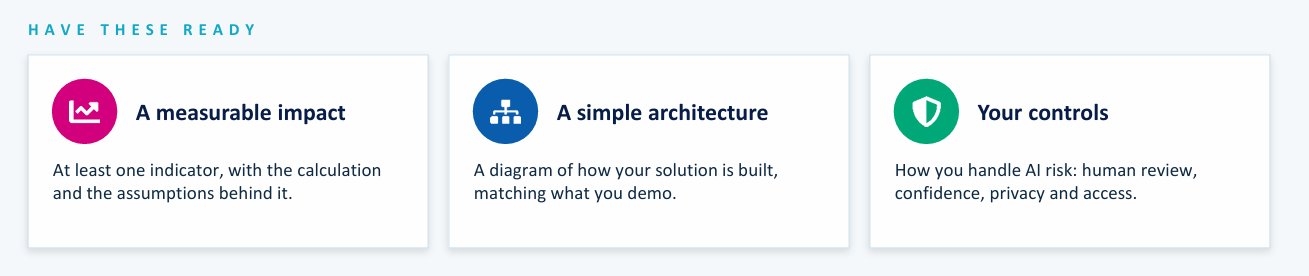 HAVE THESE READY
A measurable impact
At least one indicator, with the calculation
and the assumptions behind it.
A simple architecture
A diagram of how your solution is built,
matching what you demo.
Your controls
How you handle AI risk: human review,
confidence, privacy and access.